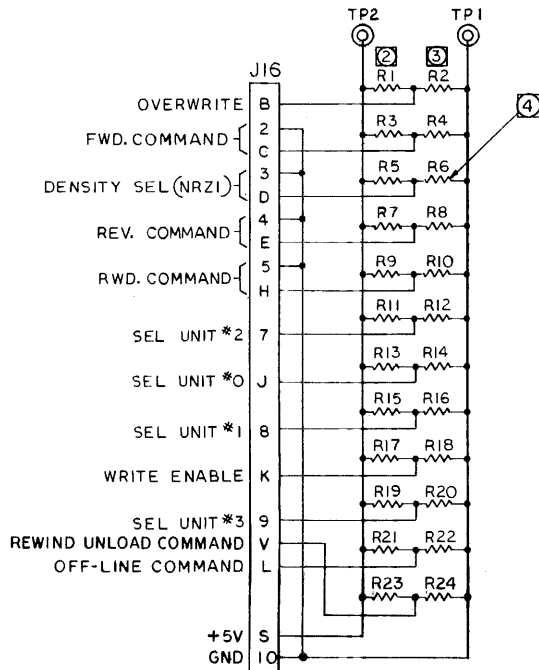 TP2 TP1
② ③
J16
R1 R2
OVERWRITE B
R3 R4
④
2
FWD. COMMAND
C
R5 R6
3
DENSITY SEL (NRZI)
D
R7 R8
4
REV. COMMAND
E
R9 R10
5
RWD. COMMAND
H
R11 R12
SEL UNIT *2 7
R13 R14
SEL UNIT *0 J
R15 R16
SEL UNIT *1 8
R17 R18
WRITE ENABLE K
R19 R20
SEL UNIT *3 9
REWIND UNLOAD COMMAND V
R21 R22
OFF-LINE COMMAND L
R23 R24
+5V S
GND 10